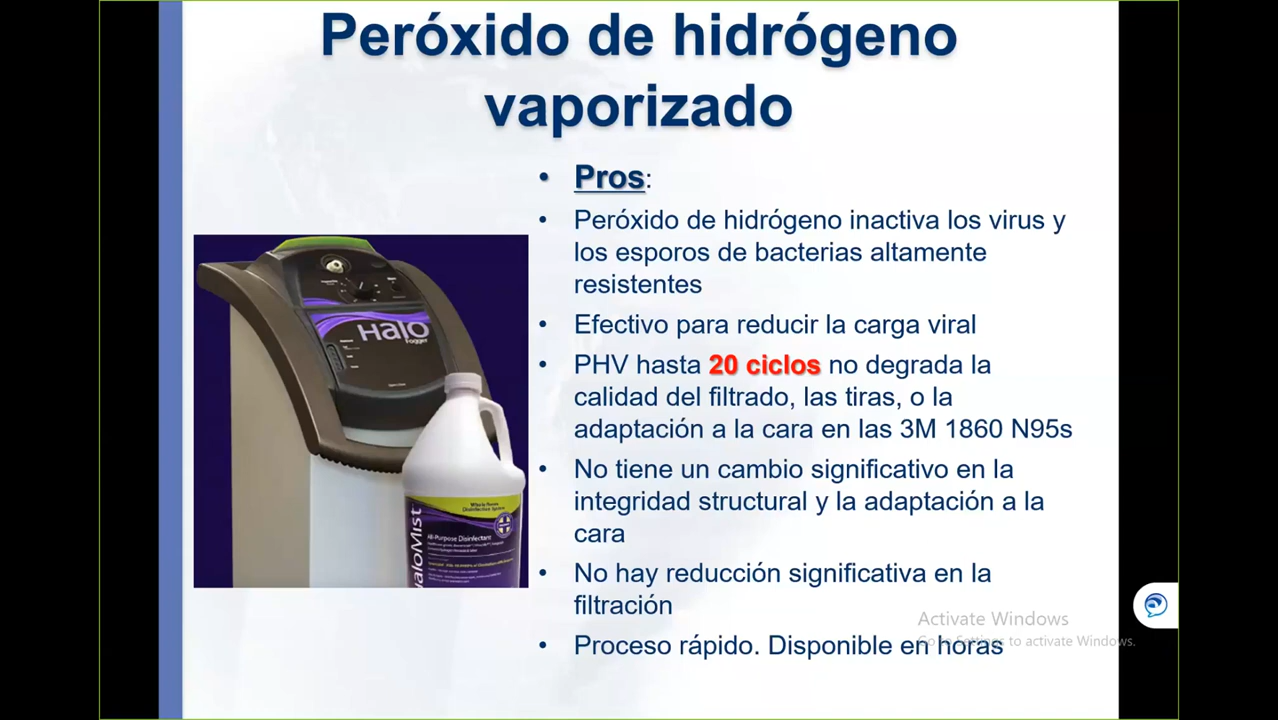 Peróxido de hidrógeno
vaporizado
• Pros:
• Peróxido de hidrógeno inactiva los virus y
los esporos de bacterias altamente
resistentes
• Efectivo para reducir la carga viral
• PHV hasta 20 ciclos no degrada la
calidad del filtrado, las tiras, o la
adaptación a la cara en las 3M 1860 N95s
• No tiene un cambio significativo en la
integridad structural y la adaptación a la
cara
• No hay reducción significativa en la
filtración
• Proceso rápido. Disponible en horas
Halo
Fogger
Disinfection System
All-Purpose Disinfectant
HaloMist
Activate Windows
Go to Settings to activate Windows.